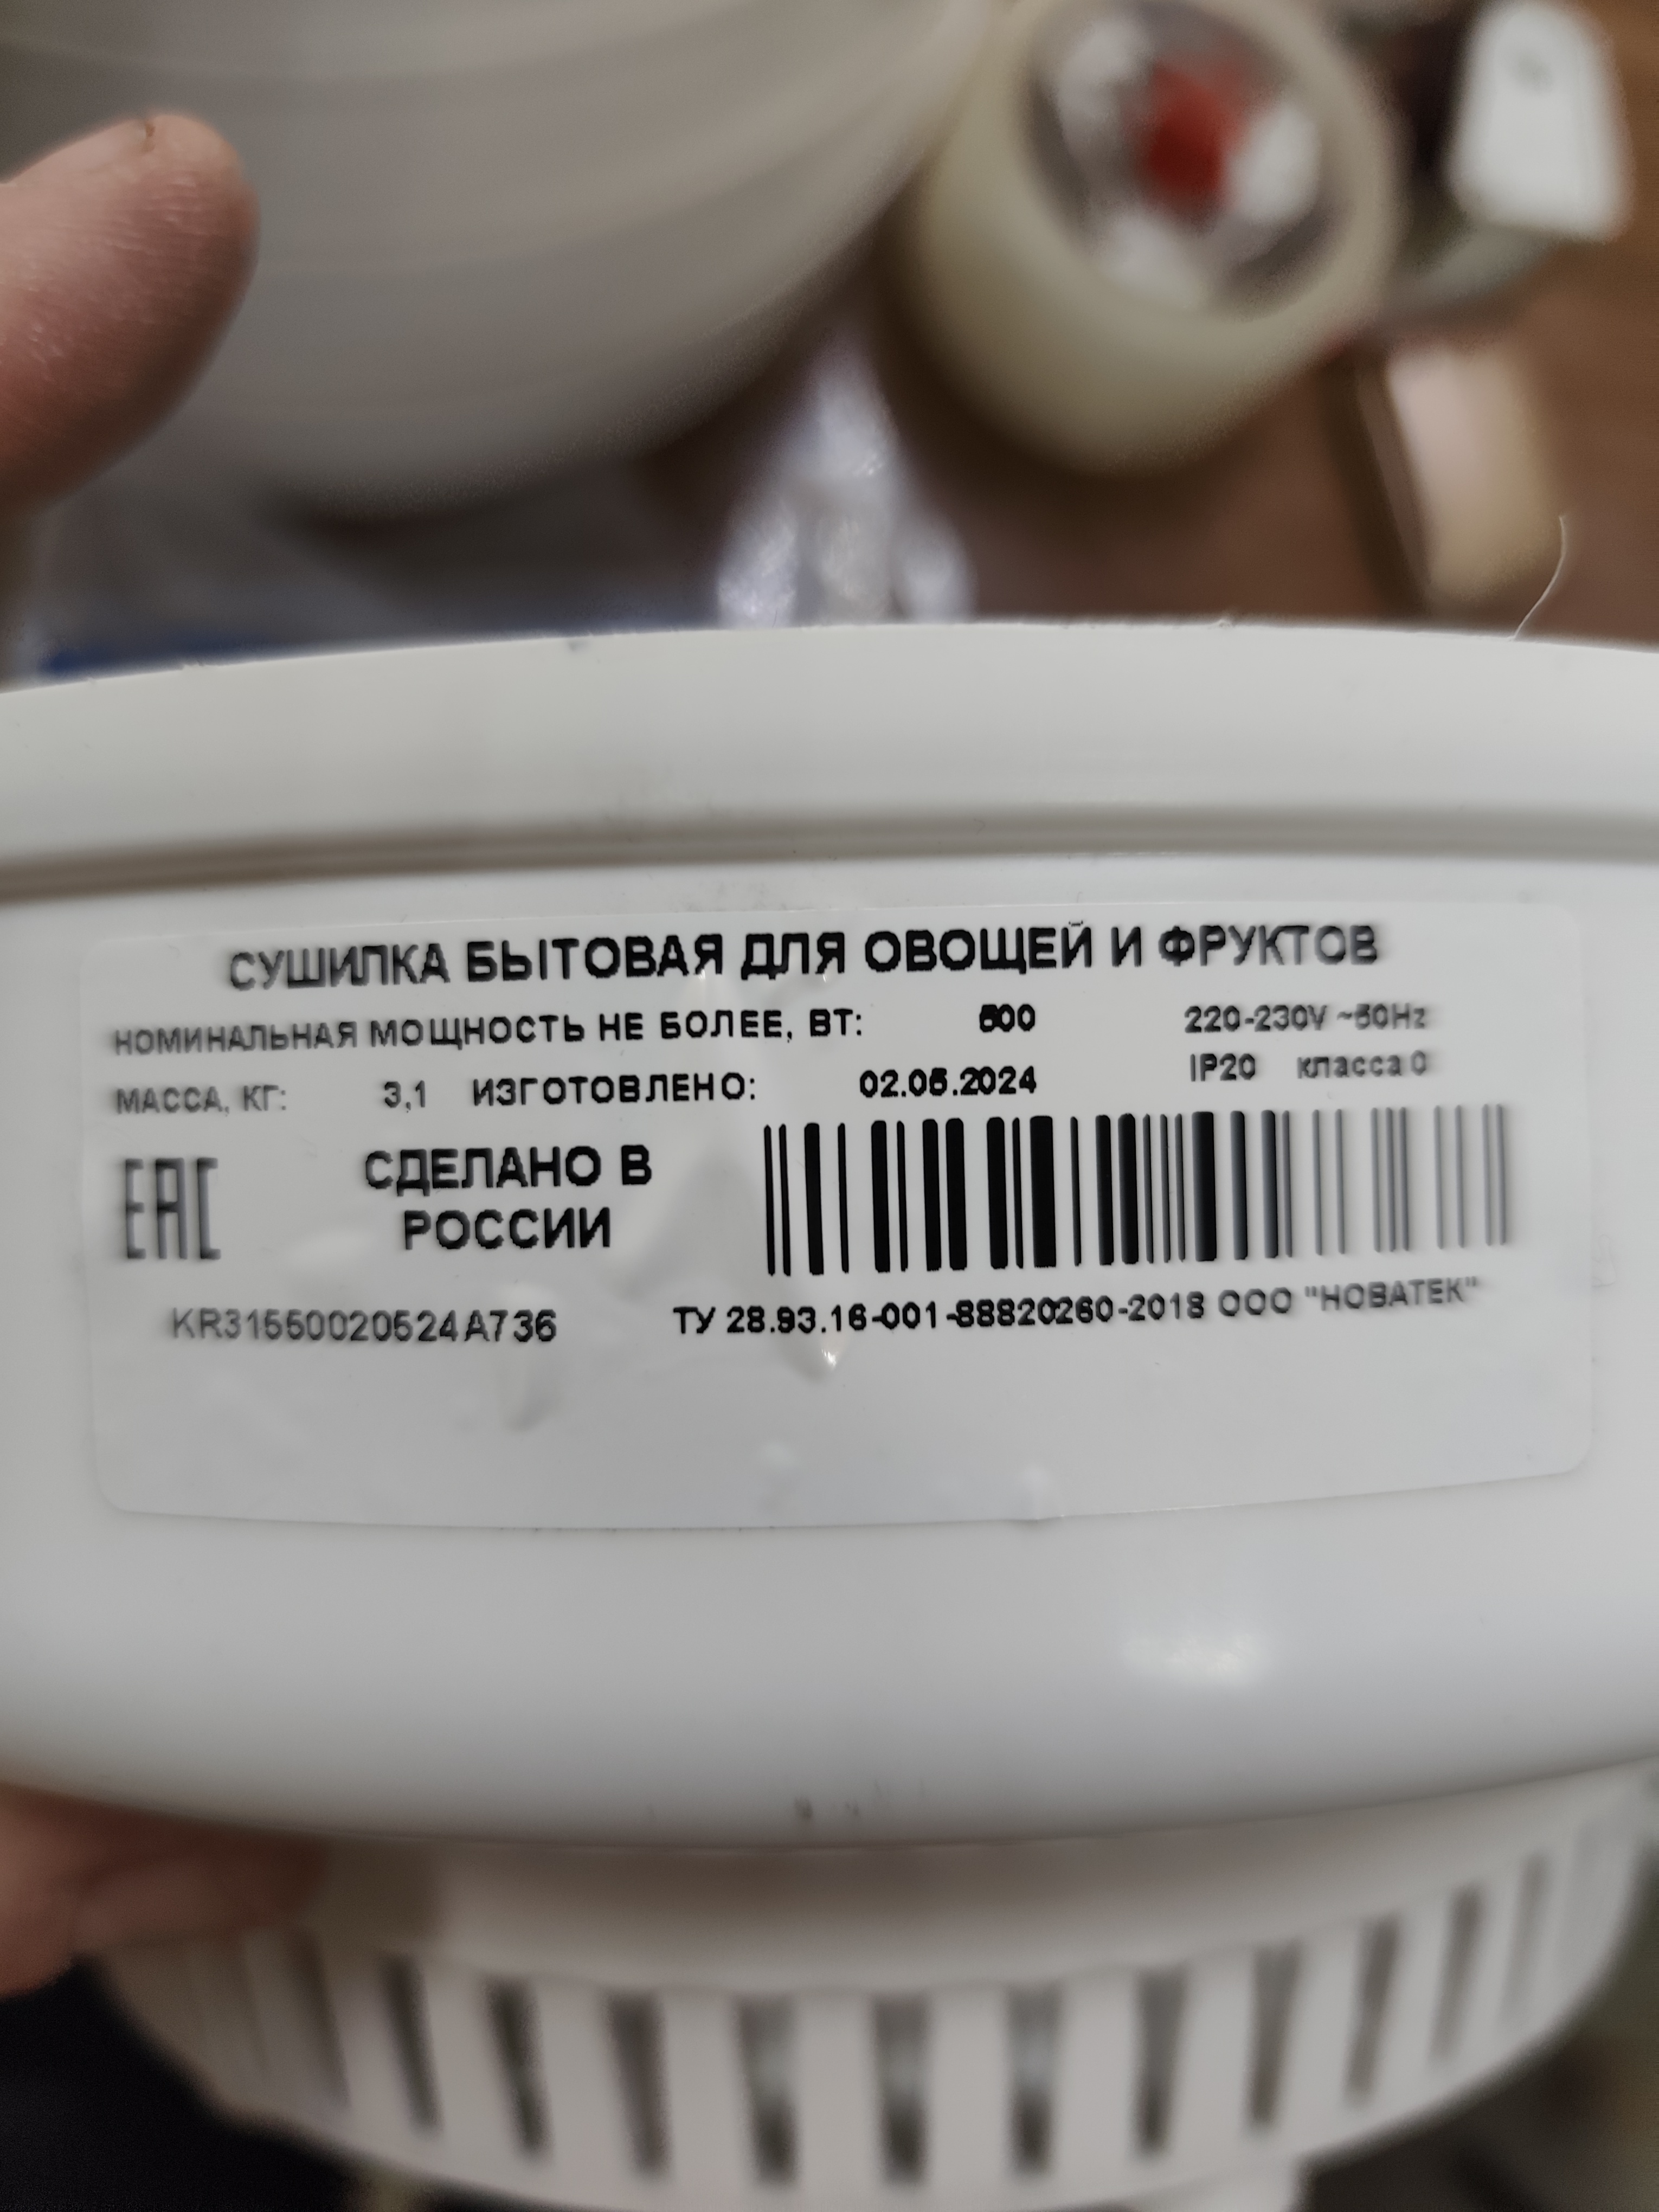 СУШИЛКА БЫТОВАЯ ДЛЯ ОВОЩЕЙ И ФРУКТОВ
НОМИНАЛЬНАЯ МОЩНОСТЬ НЕ БОЛЕЕ, ВТ: 500 220-230V ~50Hz
МАССА, КГ: 3,1 ИЗГОТОВЛЕНО: 02.05.2024 IP20 класса 0
EAC СДЕЛАНО В
РОССИИ
KR31550020524A736 ТУ 28.93.16-001-88820260-2018 ООО "НОВАТЕК"